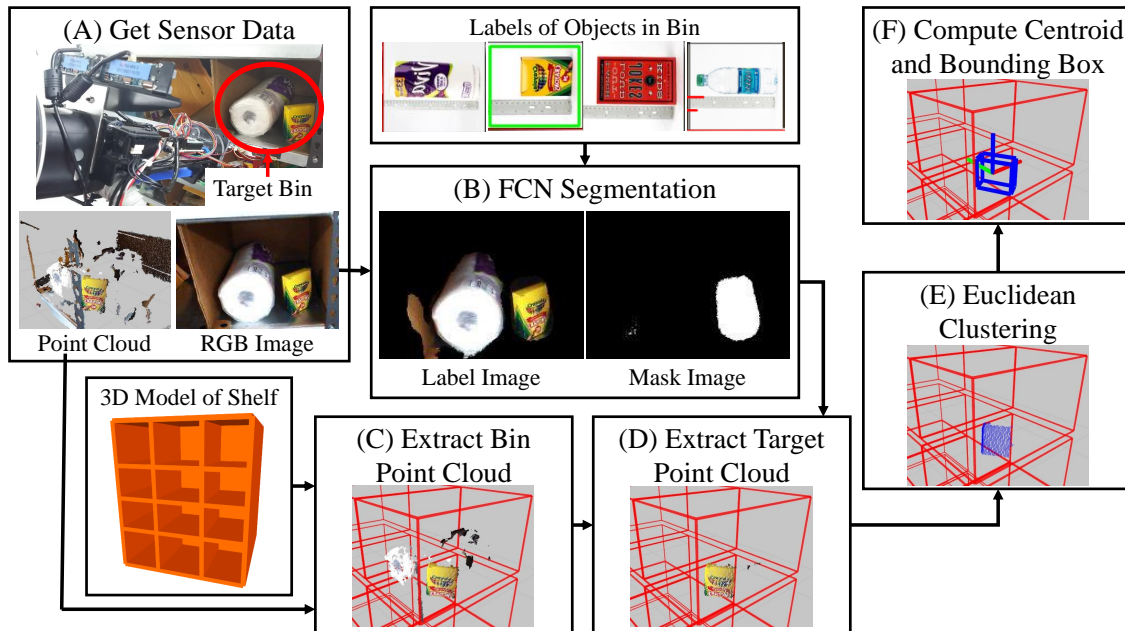 (A) Get Sensor Data
Target Bin
Point Cloud
RGB Image
Labels of Objects in Bin
KIDS
JOKES
(B) FCN Segmentation
Label Image
Mask Image
3D Model of Shelf
(C) Extract Bin
Point Cloud
(D) Extract Target
Point Cloud
(E) Euclidean
Clustering
(F) Compute Centroid
and Bounding Box